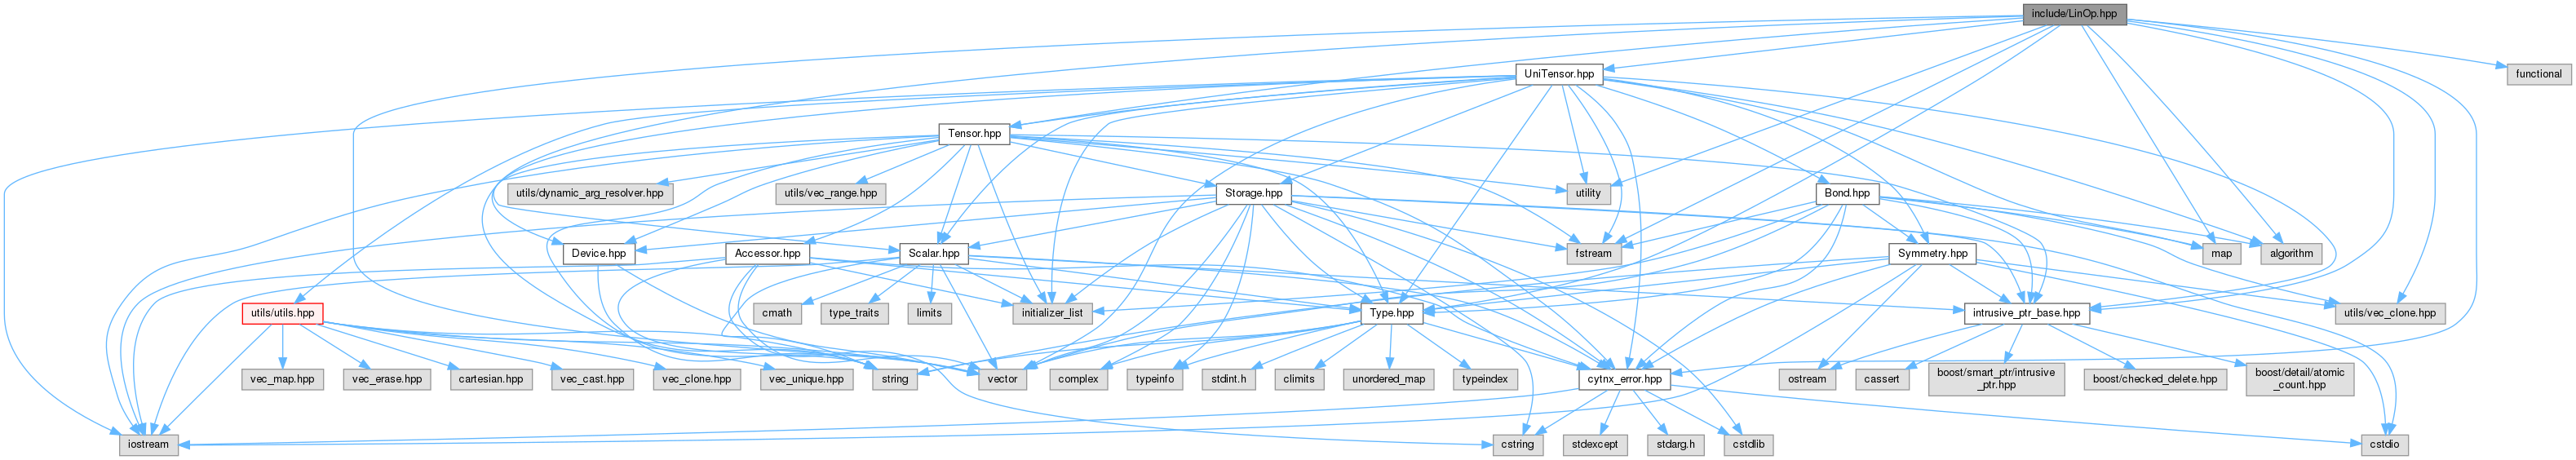 include/LinOp.hpp
UniTensor.hpp
functional
Tensor.hpp
utils/dynamic_arg_resolver.hpp
utils/vec_range.hpp
Storage.hpp
utility
Bond.hpp
Device.hpp
Accessor.hpp
Scalar.hpp
fstream
Symmetry.hpp
map
algorithm
utils/utils.hpp
cmath
type_traits
limits
initializer_list
Type.hpp
intrusive_ptr_base.hpp
utils/vec_clone.hpp
vec_map.hpp
vec_erase.hpp
cartesian.hpp
vec_cast.hpp
vec_clone.hpp
vec_unique.hpp
string
vector
complex
typeinfo
stdint.h
climits
unordered_map
typeindex
cytnx_error.hpp
ostream
cassert
boost/smart_ptr/intrusive
_ptr.hpp
boost/checked_delete.hpp
boost/detail/atomic
_count.hpp
iostream
cstring
stdexcept
stdarg.h
cstdlib
cstdio